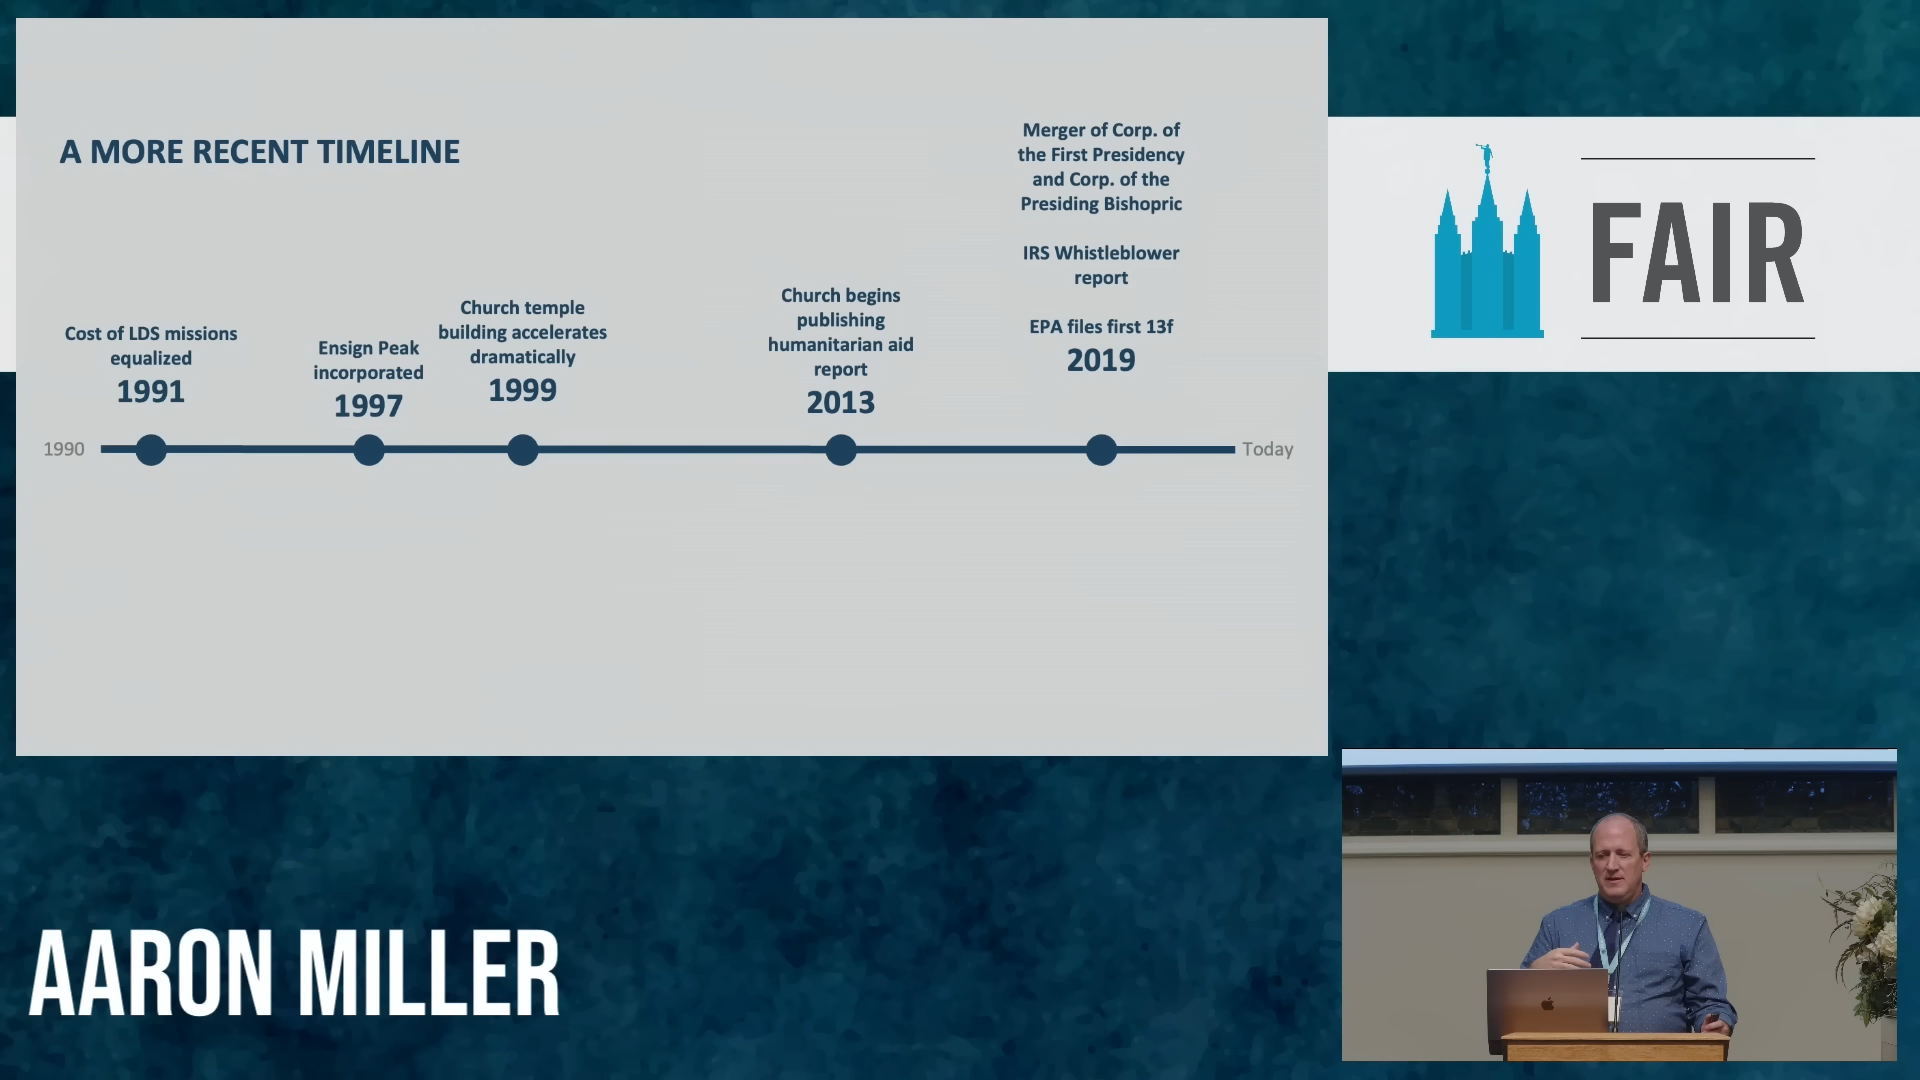 A MORE RECENT TIMELINE
Cost of LDS missions
equalized
1991
Ensign Peak
incorporated
1997
Church temple
building accelerates
dramatically
1999
Church begins
publishing
humanitarian aid
report
2013
Merger of Corp. of
the First Presidency
and Corp. of the
Presiding Bishopric
IRS Whistleblower
report
EPA files first 13f
2019
1990
Today
FAIR
AARON MILLER